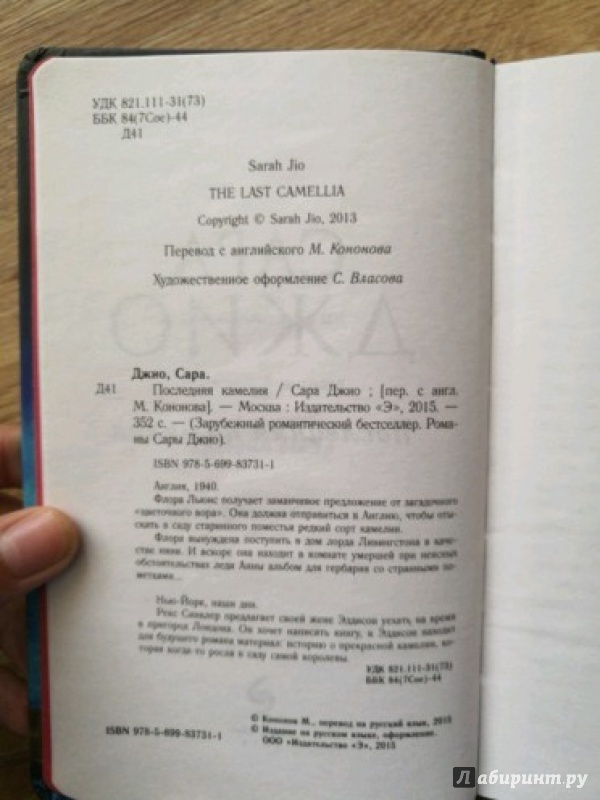 УДК 821.111-31(73)
ББК 84(7Сое)-44
Д41
Sarah Jio
THE LAST CAMELLIA
Copyright © Sarah Jio, 2013
Перевод с английского М. Кононова
Художественное оформление С. Власова
Джио, Сара.
Д41 Последняя камелия / Сара Джио ; [пер. с англ.
М. Кононова]. — Москва : Издательство «Э», 2015. —
352 с. — (Зарубежный романтический бестселлер. Рома-
ны Сары Джио).
ISBN 978-5-699-83731-1
Англия, 1940.
Флора Льюис получает заманчивое предложение от загадочного
«цветочного вора». Она должна отправиться в Англию, чтобы оты-
скать в саду старинного поместья редкий сорт камелии.
Флора вынуждена поступить в дом лорда Ливингстона в качестве
няни. И вскоре она находит в комнате умершей при неясных
обстоятельствах леди Анны альбом для гербария со странными по-
метками...
Нью-Йорк, наши дни.
Рекс Синклер предлагает своей жене Эддисон уехать на время
в пригород Лондона. Он хочет написать книгу, и Эддисон находит
для будущего романа материал: историю о прекрасной камелии, ко-
торая когда-то росла в саду самой королевы.
УДК 821.111-31(73)
ББК 84(7Сое)-44
© Кононов М., перевод на русский язык, 2015
© Издание на русском языке, оформление.
ООО «Издательство «Э», 2015
ISBN 978-5-699-83731-1
Лабиринт.ру